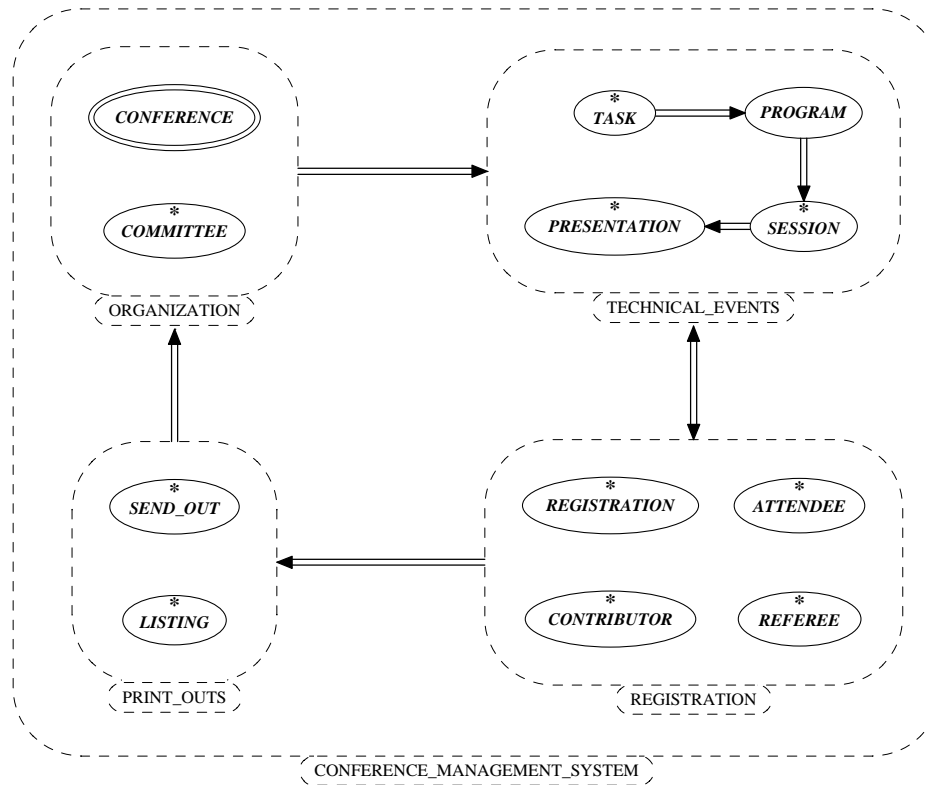 CONFERENCE
*
COMMITTEE
ORGANIZATION
*
TASK
PROGRAM
*
PRESENTATION
*
SESSION
TECHNICAL_EVENTS
*
SEND_OUT
*
LISTING
PRINT_OUTS
*
REGISTRATION
*
ATTENDEE
*
CONTRIBUTOR
*
REFEREE
REGISTRATION
CONFERENCE_MANAGEMENT_SYSTEM